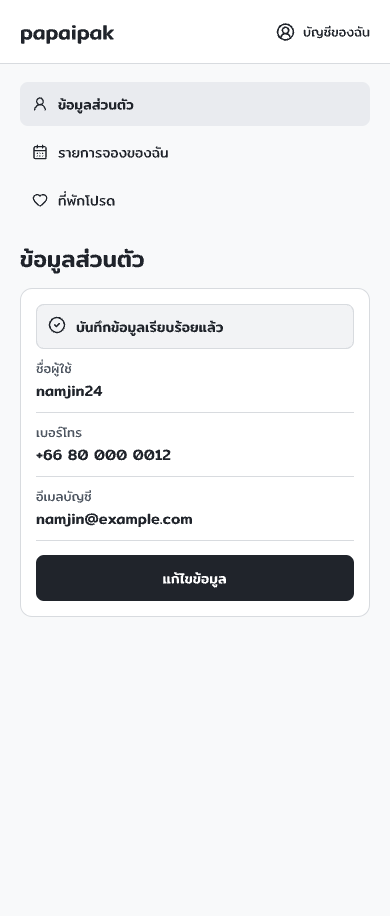 papaipak
บัญชีของฉัน
ข้อมูลส่วนตัว
รายการจองของฉัน
ที่พักโปรด
ข้อมูลส่วนตัว
บันทึกข้อมูลเรียบร้อยแล้ว
ชื่อผู้ใช้
namjin24
เบอร์โทร
+66 80 000 0012
อีเมลบัญชี
namjin@example.com
แก้ไขข้อมูล